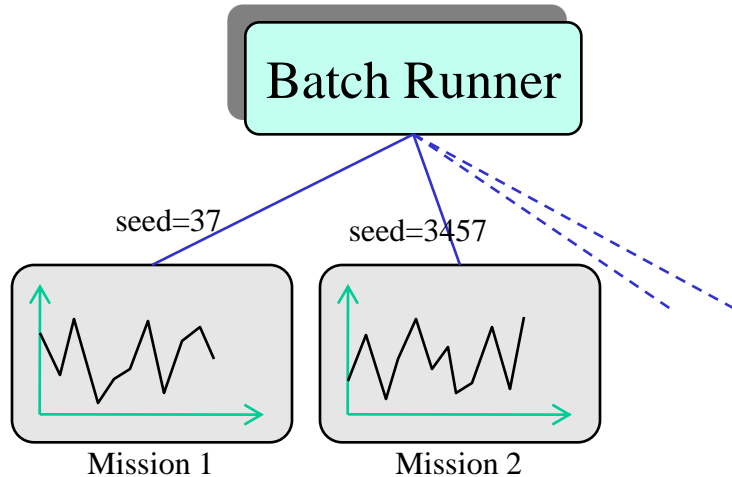 Batch Runner
seed=37
seed=3457
Mission 1
Mission 2